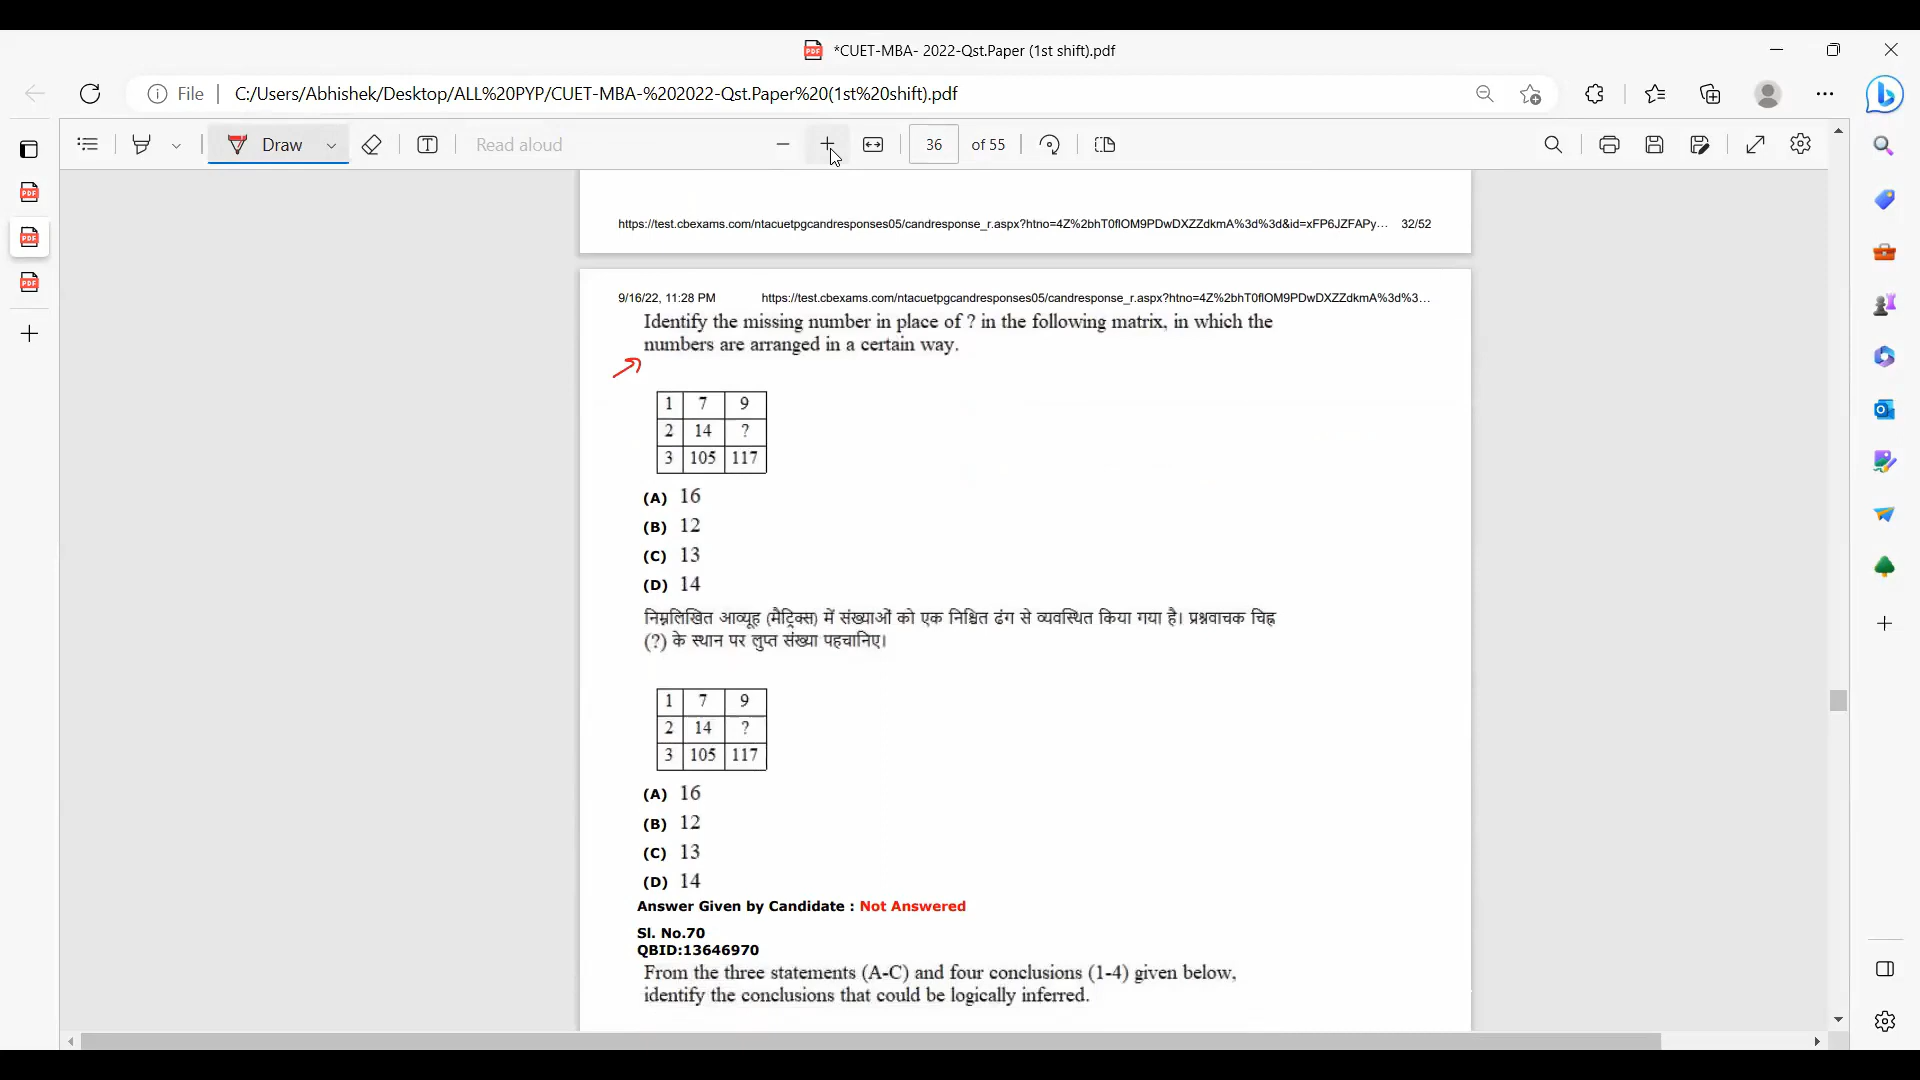 *CUET-MBA- 2022-Qst.Paper (1st shift).pdf
File
C:/Users/Abhishek/Desktop/ALL%20PYP/CUET-MBA-%202022-Qst.Paper%20(1st%20shift).pdf
Draw
Read aloud
36 of 55
https://test.cbexams.com/ntacuetpgcandresponses05/candresponse_r.aspx?htno=4Z%2bhT0flOM9PDwDXZZdkmA%3d%3d&id=xFP6JZFAPy... 32/52
9/16/22, 11:28 PM https://test.cbexams.com/ntacuetpgcandresponses05/candresponse_r.aspx?htno=4Z%2bhT0flOM9PDwDXZZdkmA%3d%3...
Identify the missing number in place of ? in the following matrix, in which the
numbers are arranged in a certain way.
1 7 9
2 14 ?
3 105 117
(A) 16
(B) 12
(C) 13
(D) 14
निम्नलिखित आव्यूह (मैट्रिक्स) में संख्याओं को एक निश्चित ढंग से व्यवस्थित किया गया है। प्रश्नवाचक चिह्न
(?) के स्थान पर लुप्त संख्या पहचानिए।
1 7 9
2 14 ?
3 105 117
(A) 16
(B) 12
(C) 13
(D) 14
Answer Given by Candidate : Not Answered
Sl. No.70
QBID:13646970
From the three statements (A-C) and four conclusions (1-4) given below,
identify the conclusions that could be logically inferred.